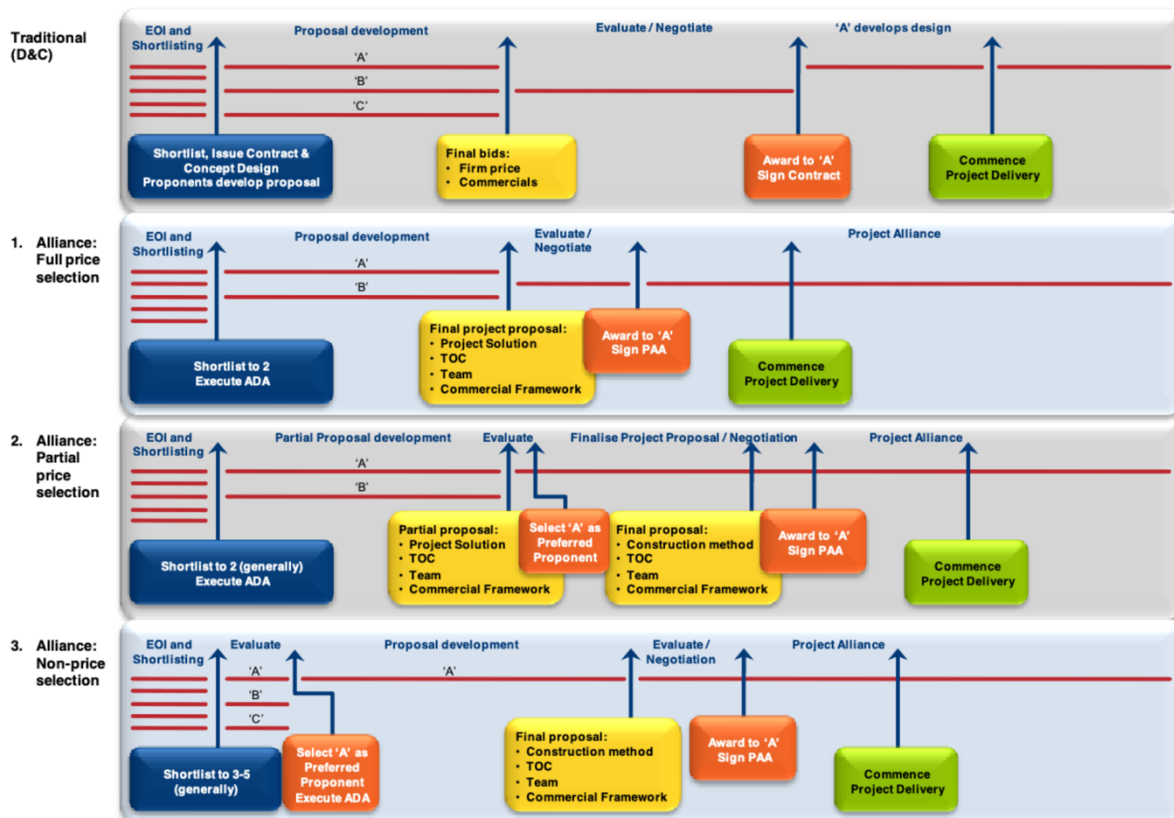 Traditional
(D&C)
EOI and
Shortlisting
Proposal development
Evaluate / Negotiate
‘A’ develops design
‘A’
‘B’
‘C’
Shortlist, Issue Contract &
Concept Design
Proponents develop proposal
Final bids:
• Firm price
• Commercials
Award to ‘A’
Sign Contract
Commence
Project Delivery
1. Alliance:
Full price
selection
EOI and
Shortlisting
Proposal development
Evaluate /
Negotiate
Project Alliance
‘A’
‘B’
Shortlist to 2
Execute ADA
Final project proposal:
• Project Solution
• TOC
• Team
• Commercial Framework
Award to ‘A’
Sign PAA
Commence
Project Delivery
2. Alliance:
Partial
price
selection
EOI and
Shortlisting
Partial Proposal development
Evaluate
Finalise Project Proposal / Negotiation
Project Alliance
‘A’
‘B’
Shortlist to 2 (generally)
Execute ADA
Partial proposal:
• Project Solution
• TOC
• Team
• Commercial Framework
Select ‘A’ as
Preferred
Proponent
Final proposal:
• Construction method
• TOC
• Team
• Commercial Framework
Award to ‘A’
Sign PAA
Commence
Project Delivery
3. Alliance:
Non-price
selection
EOI and
Shortlisting
Evaluate
Proposal development
Evaluate /
Negotiation
Project Alliance
‘A’
‘A’
‘B’
‘C’
Shortlist to 3-5
(generally)
Select ‘A’ as
Preferred
Proponent
Execute ADA
Final proposal:
• Construction method
• TOC
• Team
• Commercial Framework
Award to ‘A’
Sign PAA
Commence
Project Delivery